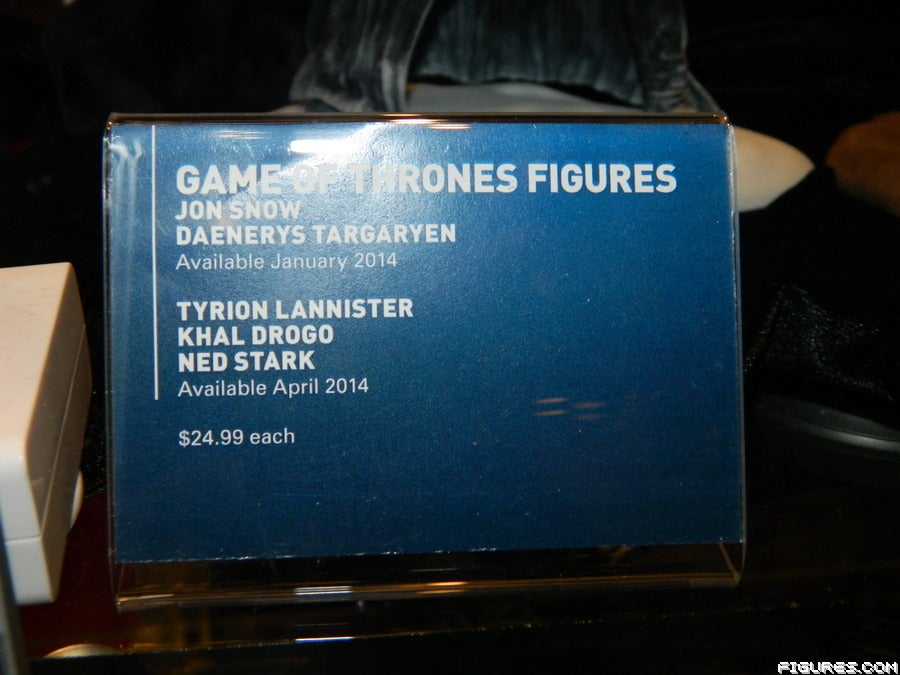 GAME OF THRONES FIGURES
JON SNOW
DAENERYS TARGARYEN
Available January 2014
TYRION LANNISTER
KHAL DROGO
NED STARK
Available April 2014
$24.99 each
FIGURES.COM